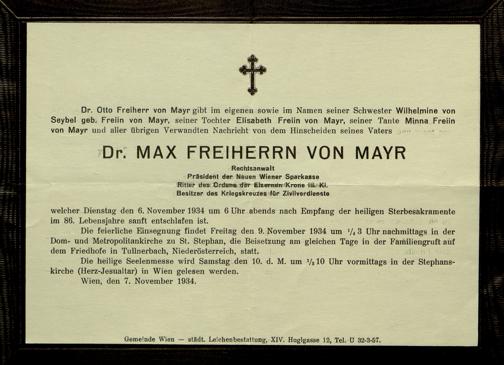 Dr. Otto Freiherr von Mayr gibt im eigenen sowie im Namen seiner Schwester Wilhelmine von
Seybel geb. Freiin von Mayr, seiner Tochter Elisabeth Freiin von Mayr, seiner Tante Minna Freiin
von Mayr und aller übrigen Verwandten Nachricht von dem Hinscheiden seines Vaters
Dr. MAX FREIHERRN VON MAYR
Rechtsanwalt
Präsident der Neuen Wiener Sparkasse
Ritter des Ordens der Eisernen Krone III. Kl.
Besitzer des Kriegskreuzes für Zivilverdienste
welcher Dienstag den 6. November 1934 um 6 Uhr abends nach Empfang der heiligen Sterbesakramente
im 86. Lebensjahre sanft entschlafen ist.
Die feierliche Einsegnung findet Freitag den 9. November 1934 um 1/4 3 Uhr nachmittags in der
Dom- und Metropolitankirche zu St. Stephan, die Beisetzung am gleichen Tage in der Familiengruft auf
dem Friedhofe in Tullnerbach, Niederösterreich, statt.
Die heilige Seelenmesse wird Samstag den 10. d. M. um 1/2 10 Uhr vormittags in der Stephans-
kirche (Herz-Jesualtar) in Wien gelesen werden.
Wien, den 7. November 1934.
Gemeinde Wien — städt. Leichenbestattung, XIV. Huglgasse 12, Tel. U 32-3-57.